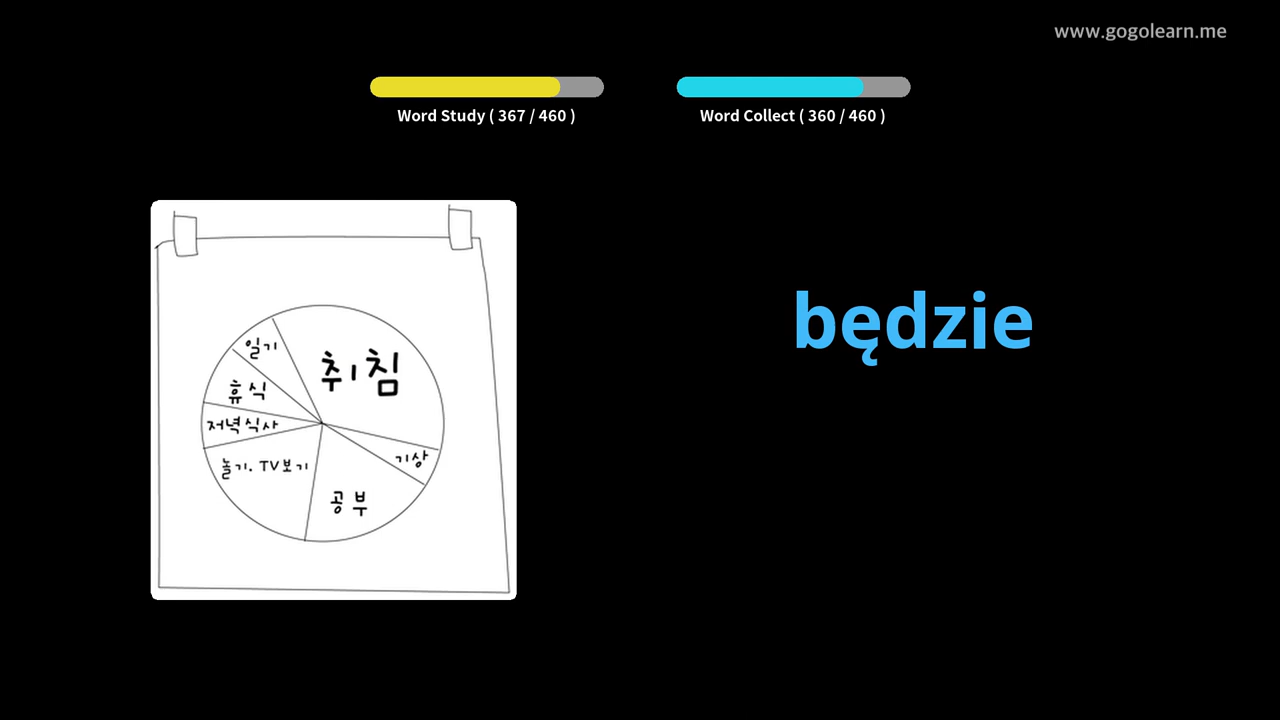 www.gogolearn.me
Word Study ( 367 / 460 )
Word Collect ( 360 / 460 )
일기
취침
휴식
저녁식사
놀기. TV보기
기상
공부
będzie